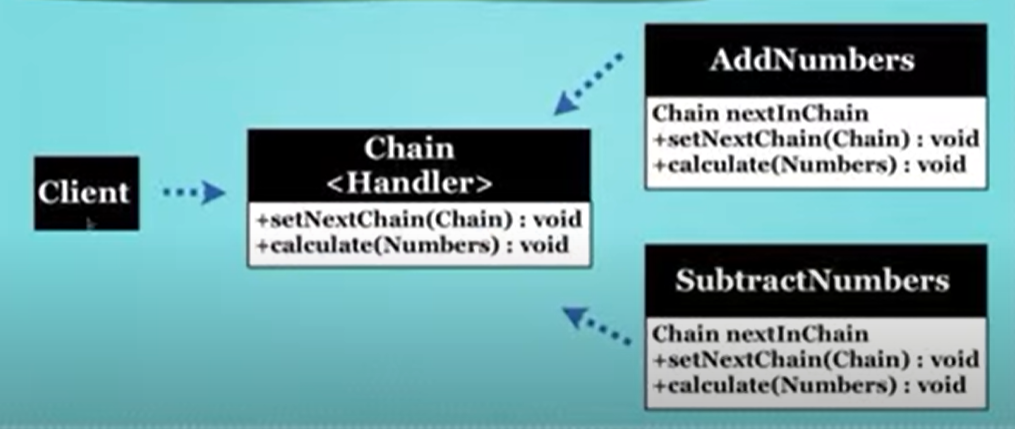 Client
Chain
<Handler>
+setNextChain(Chain) : void
+calculate(Numbers) : void
AddNumbers
Chain nextInChain
+setNextChain(Chain) : void
+calculate(Numbers) : void
SubtractNumbers
Chain nextInChain
+setNextChain(Chain) : void
+calculate(Numbers) : void